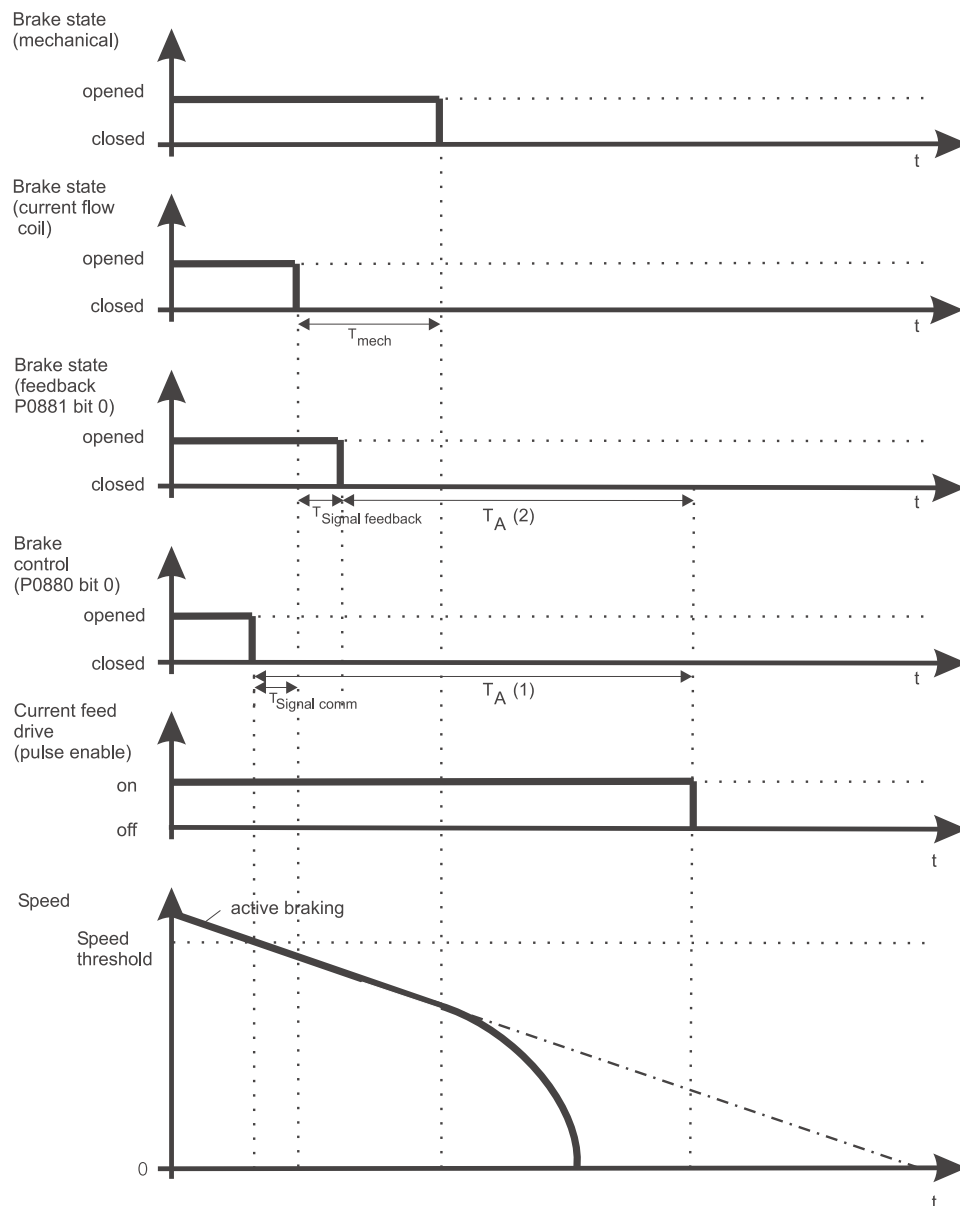 Brake state
(mechanical)
opened
closed
t
Brake state
(current flow
coil)
opened
closed
t
Tmech
Brake state
(feedback
P0881 bit 0)
opened
closed
TSignal feedback
TA (2)
Brake
control
(P0880 bit 0)
opened
closed
TSignal comm
TA (1)
Current feed
drive
(pulse enable)
on
off
t
Speed
active braking
Speed
threshold
0
t